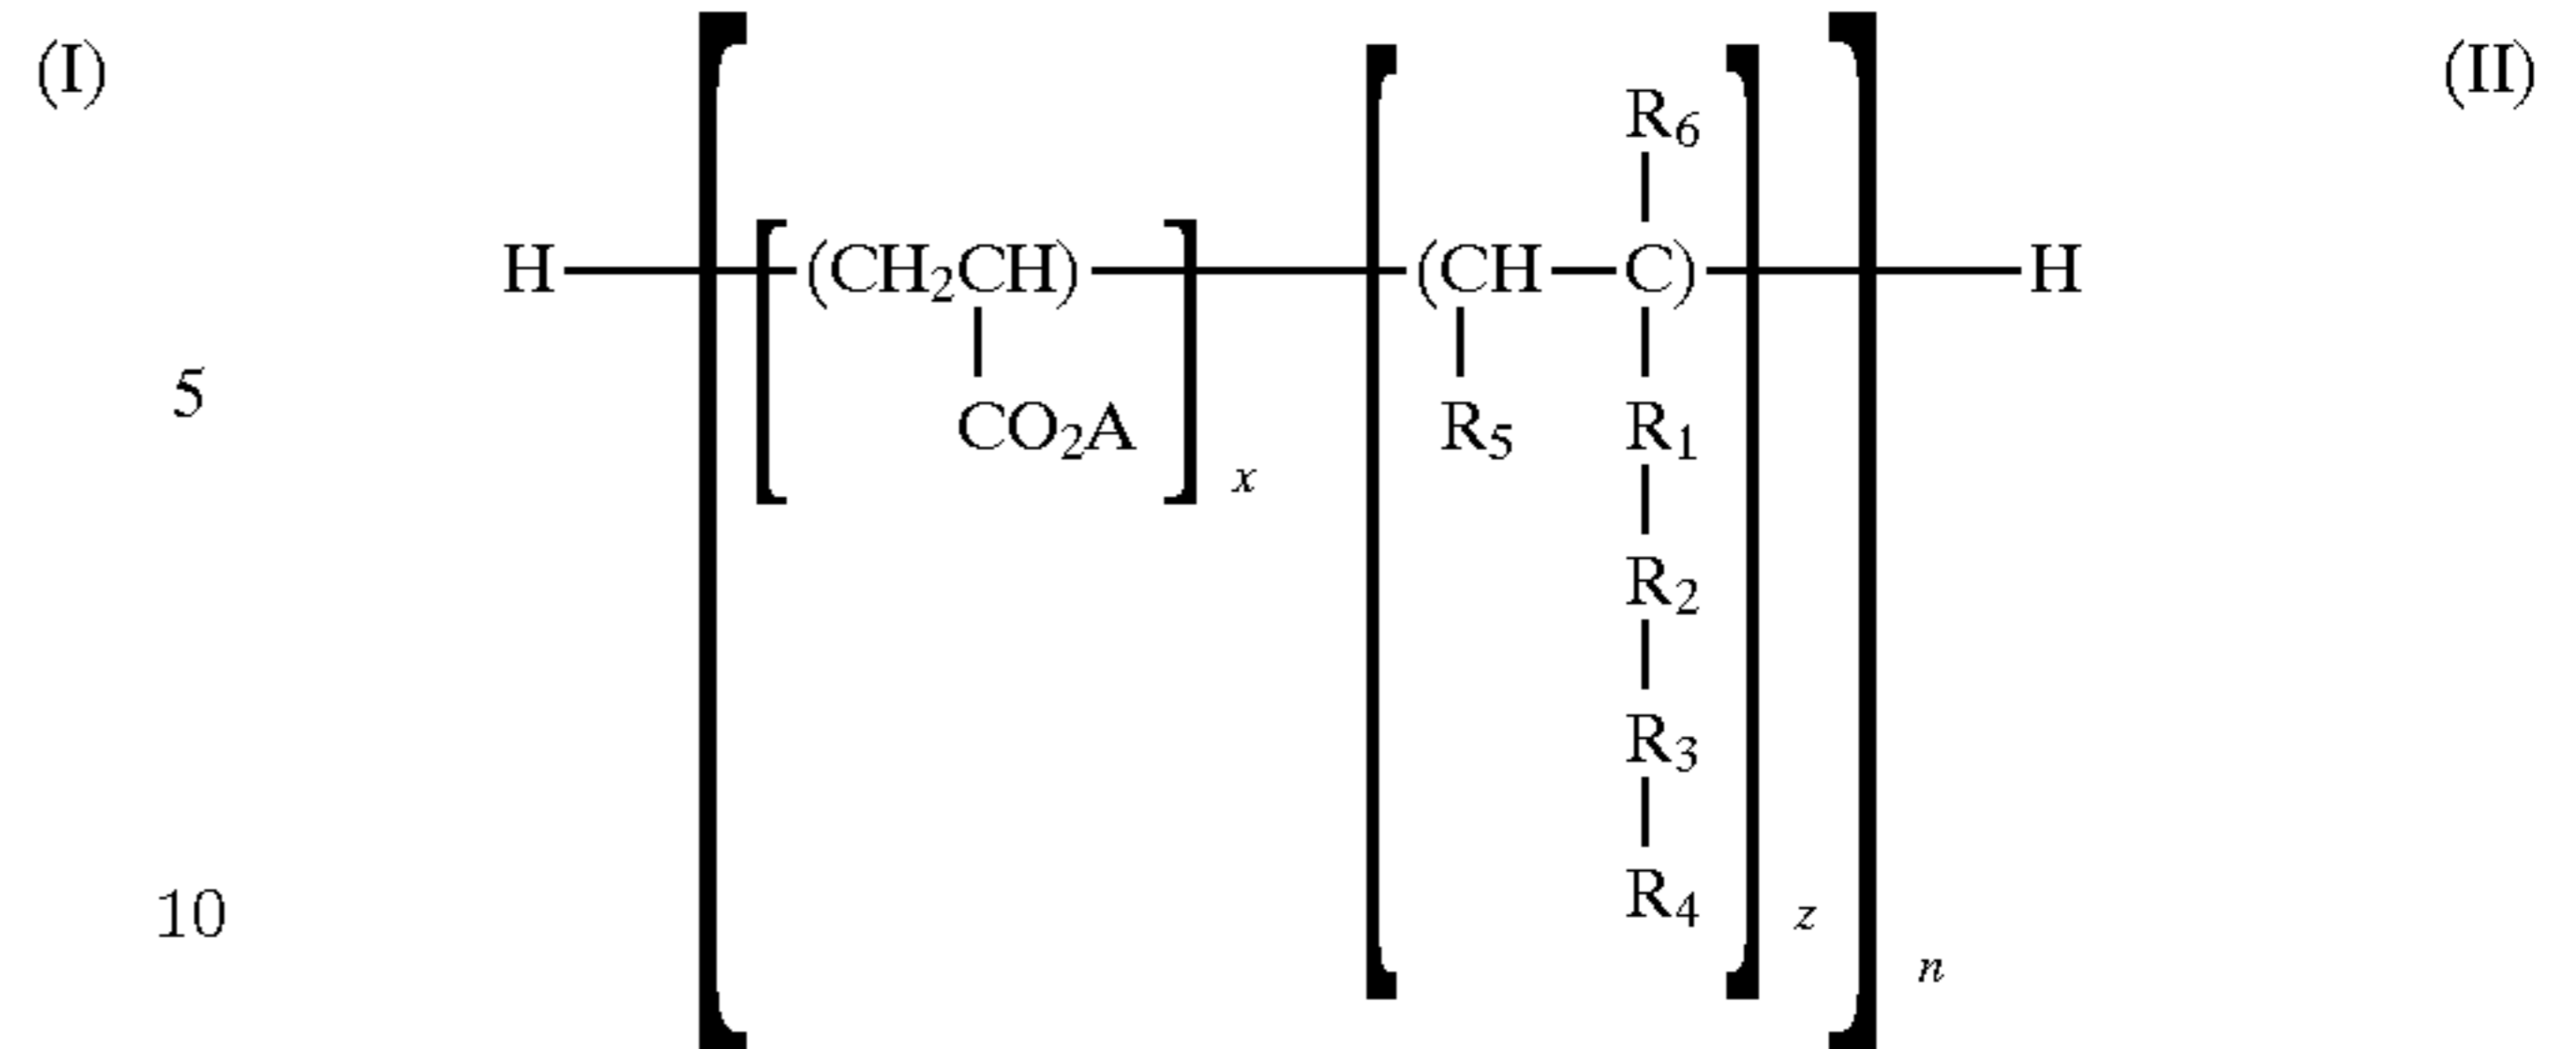 (I) (II)
R6
H (CH2CH) (CH C) H
5 CO2A R5 R1
x
R2
R3
10 R4 z
n